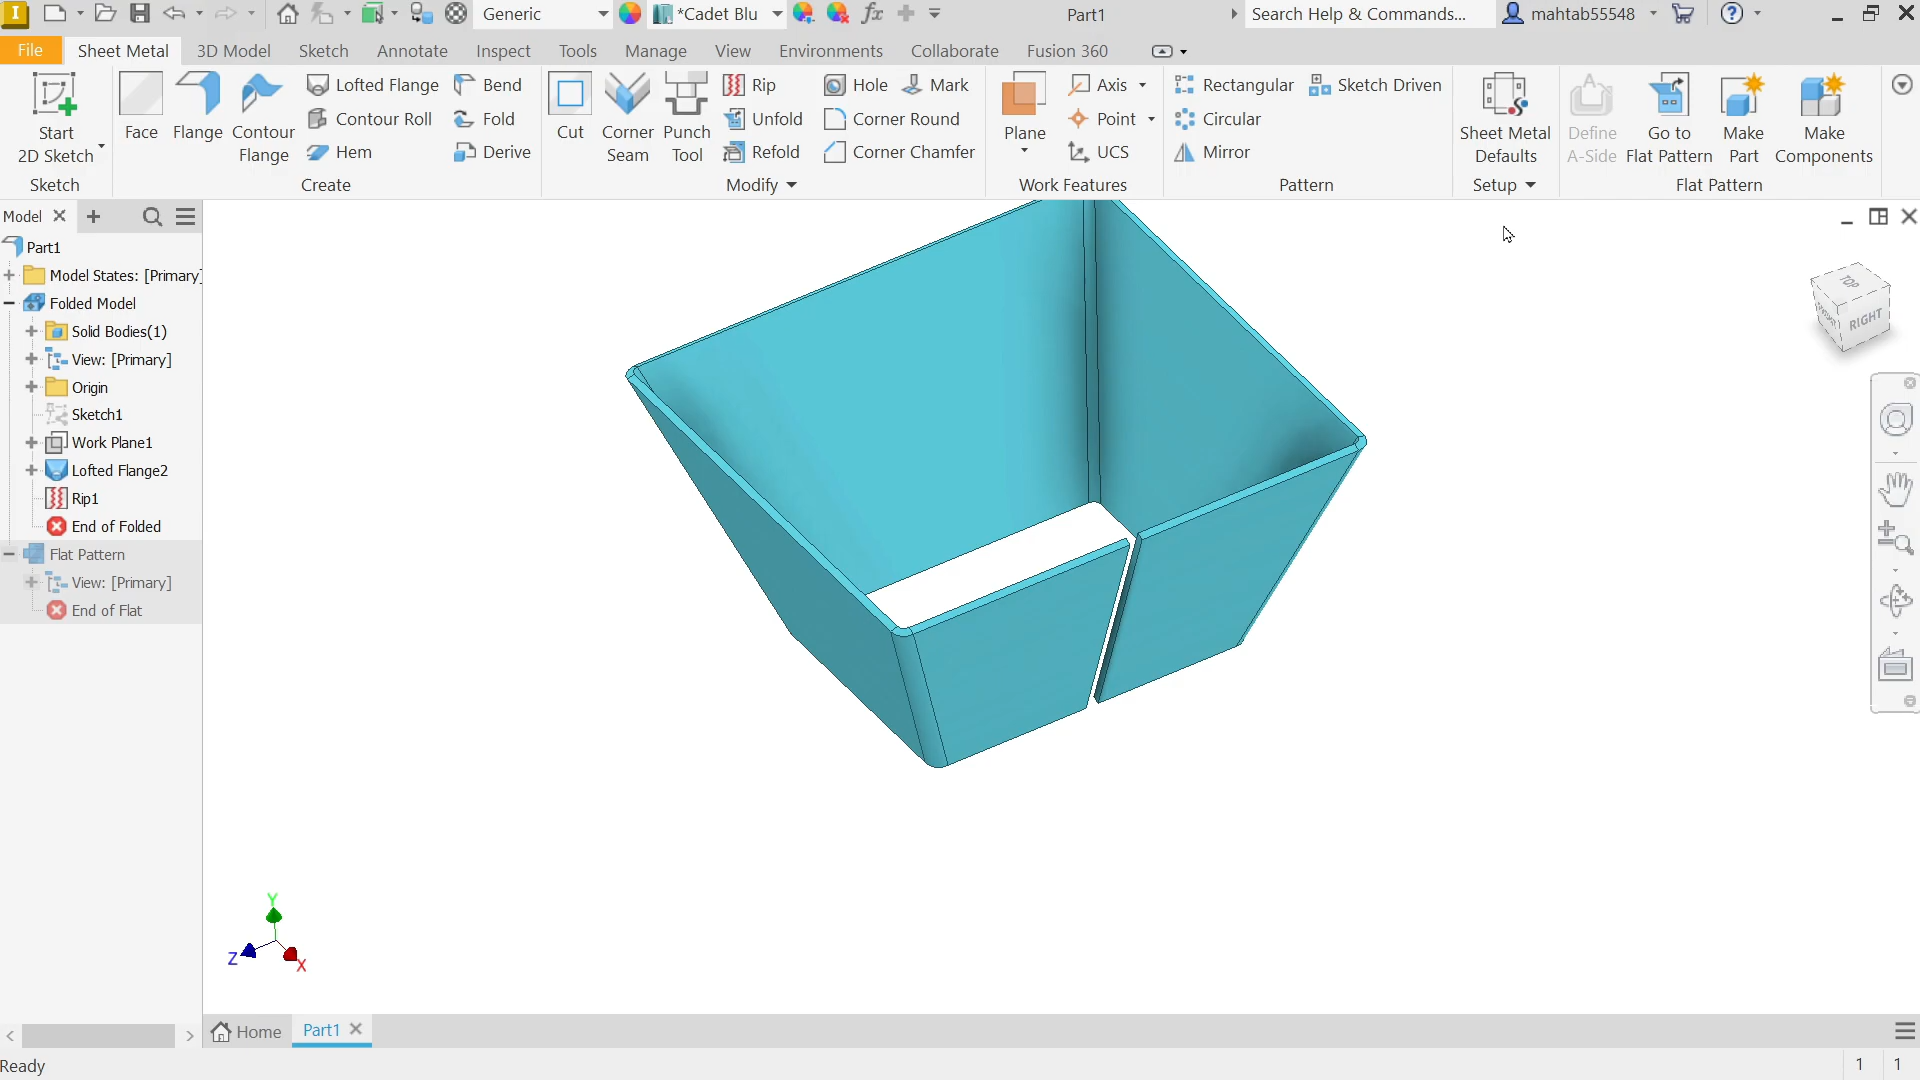 I Generic *Cadet Blu fx Part1 Search Help & Commands... mahtab55548
File Sheet Metal 3D Model Sketch Annotate Inspect Tools Manage View Environments Collaborate Fusion 360
Start
2D Sketch
Sketch
Face
Flange
Contour
Flange
Lofted Flange
Contour Roll
Hem
Bend
Fold
Derive
Create
Cut
Corner
Seam
Punch
Tool
Rip
Unfold
Refold
Hole
Mark
Corner Round
Corner Chamfer
Modify
Plane
Axis
Point
UCS
Work Features
Rectangular
Circular
Mirror
Sketch Driven
Pattern
Sheet Metal
Defaults
Setup
Define
A-Side
Go to
Flat Pattern
Make
Part
Make
Components
Flat Pattern
Model
Part1
Model States: [Primary]
Folded Model
Solid Bodies(1)
View: [Primary]
Origin
Sketch1
Work Plane1
Lofted Flange2
Rip1
End of Folded
Flat Pattern
View: [Primary]
End of Flat
TOP
RIGHT
Y
Z
X
Home Part1
Ready
1 1